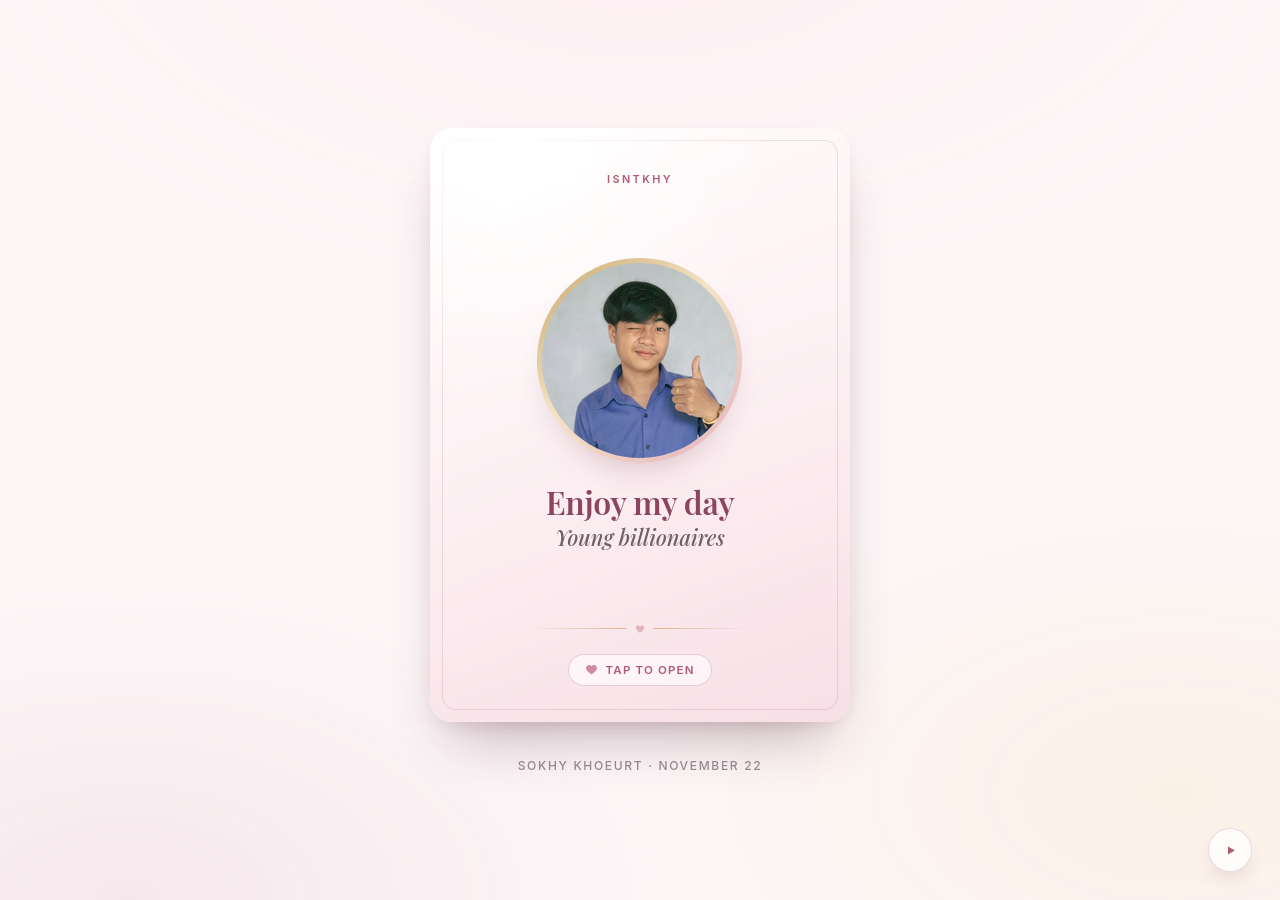 ISNTKHY
Enjoy my day
Young billionaires
TAP TO OPEN
SOKHY KHOEURT · NOVEMBER 22